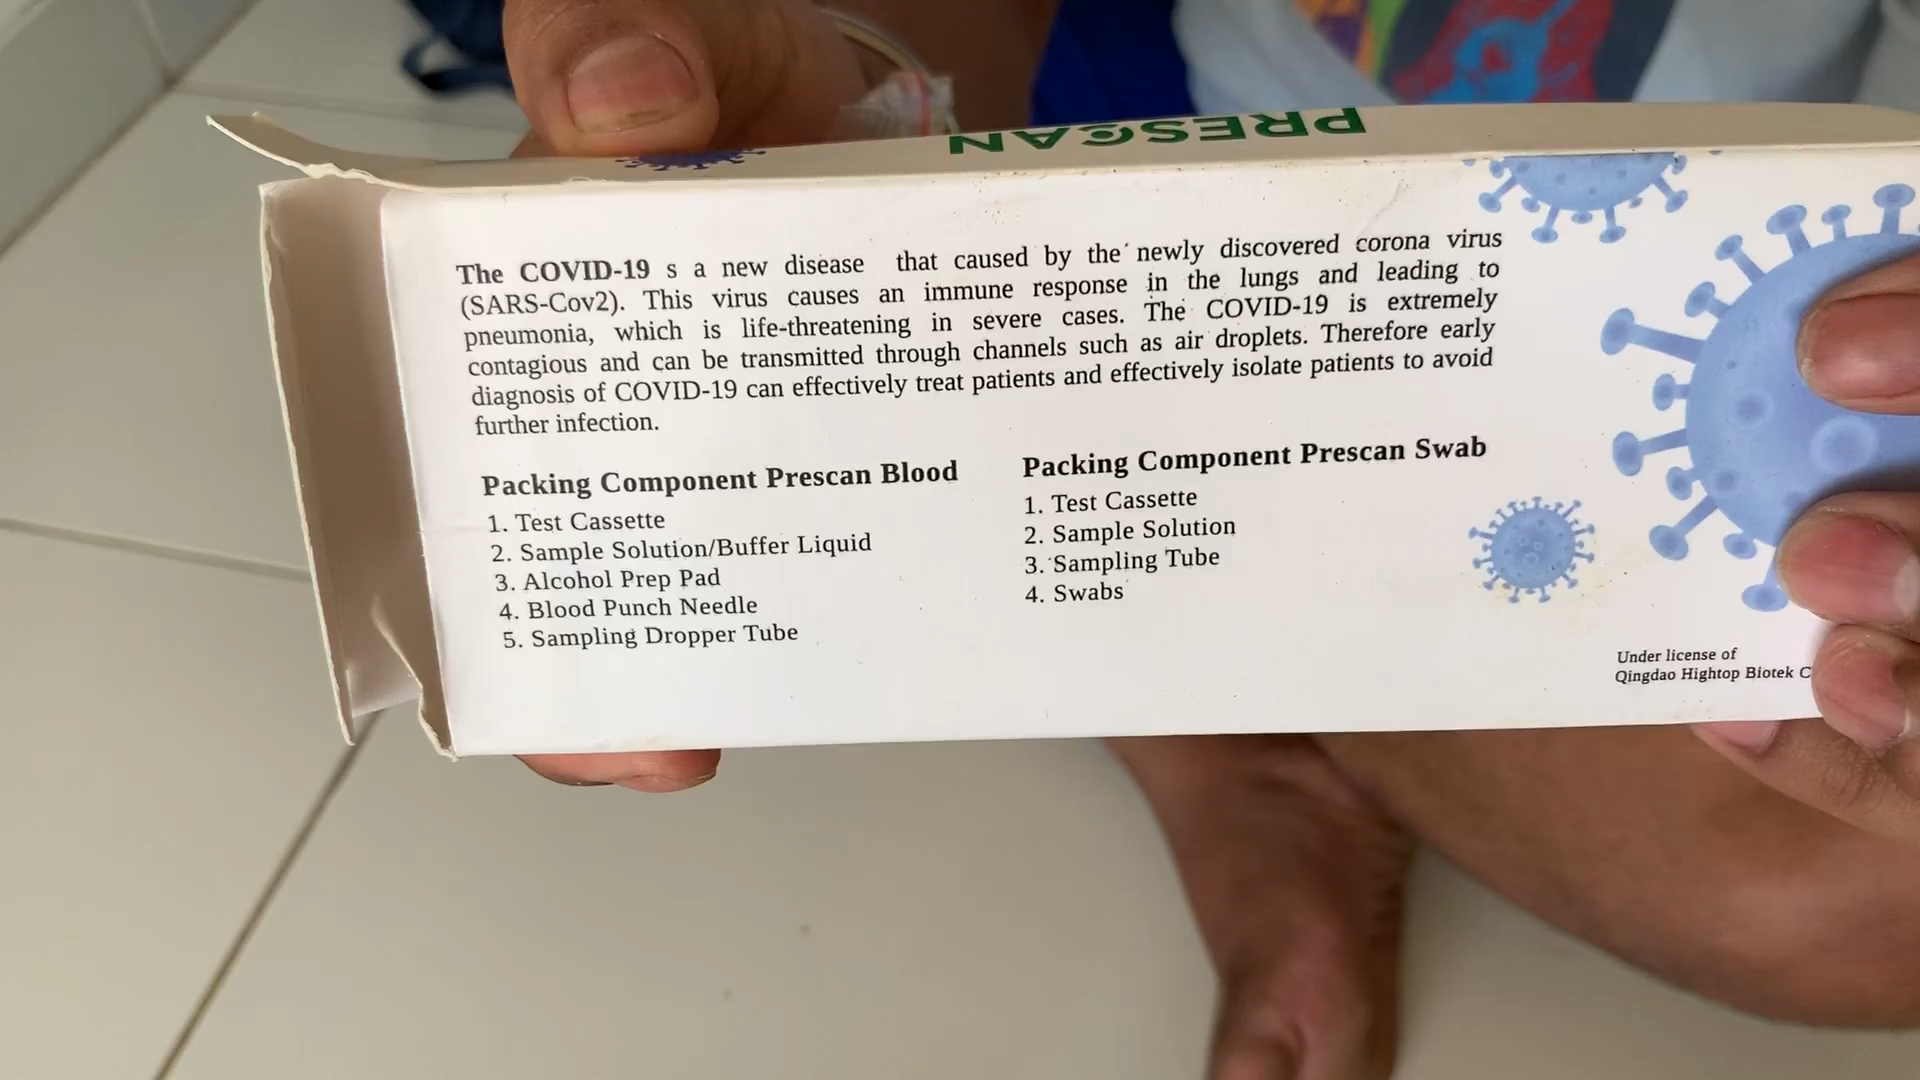 PRESCAN
The COVID-19 s a new disease that caused by the newly discovered corona virus
(SARS-Cov2). This virus causes an immune response in the lungs and leading to
pneumonia, which is life-threatening in severe cases. The COVID-19 is extremely
contagious and can be transmitted through channels such as air droplets. Therefore early
diagnosis of COVID-19 can effectively treat patients and effectively isolate patients to avoid
further infection.
Packing Component Prescan Blood
1. Test Cassette
2. Sample Solution/Buffer Liquid
3. Alcohol Prep Pad
4. Blood Punch Needle
5. Sampling Dropper Tube
Packing Component Prescan Swab
1. Test Cassette
2. Sample Solution
3. Sampling Tube
4. Swabs
Under license of
Qingdao Hightop Biotek C